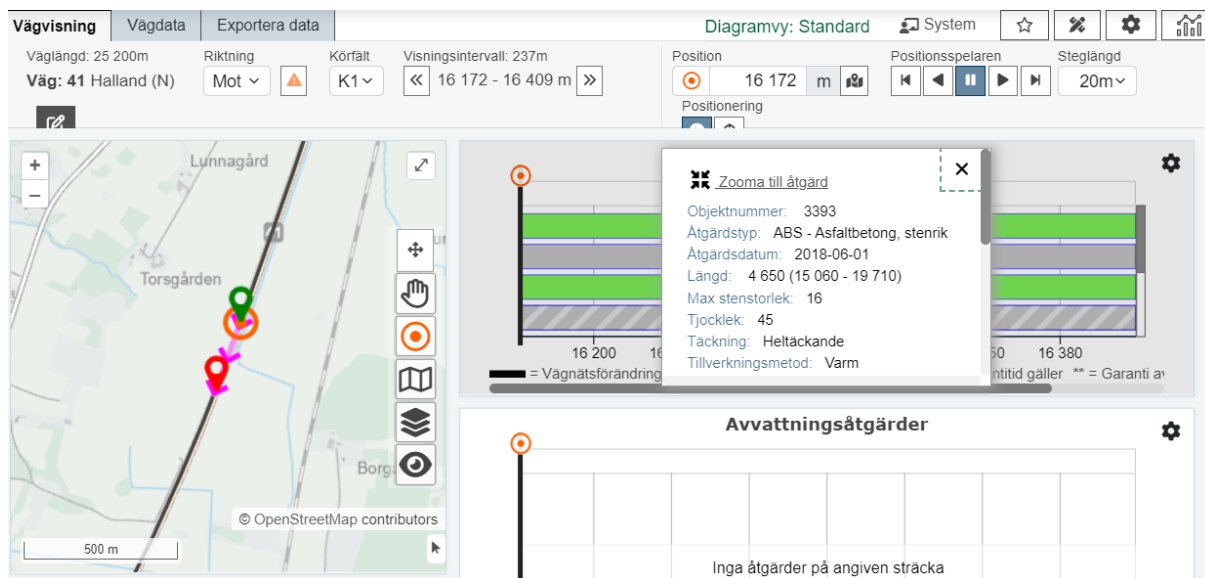 Vägvisning Vägdata Exportera data Diagramvy: Standard System
Väglängd: 25 200m Riktning Körfält Visningsintervall: 237m Position Positionsspelaren Steglängd
Väg: 41 Halland (N) Mot K1 16 172 - 16 409 m 16 172 m 20m
Positionering
Lunnagård
Torsgården
Borg
© OpenStreetMap contributors
500 m
Zooma till åtgärd
Objektnummer: 3393
Åtgärdstyp: ABS - Asfaltbetong, stenrik
Åtgärdsdatum: 2018-06-01
Längd: 4 650 (15 060 - 19 710)
Max stenstorlek: 16
Tjocklek: 45
Täckning: Heltäckande
Tillverkningsmetod: Varm
16 200 16 50 16 380
= Vägnätsförändring ntitid gäller ** = Garanti av
Avvattningsåtgärder
Inga åtgärder på angiven sträcka